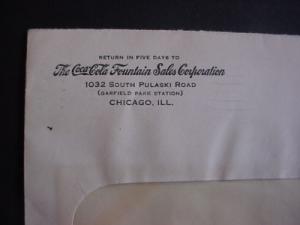 RETURN IN FIVE DAYS TO
The Coca-Cola Fountain Sales Corporation
1032 SOUTH PULASKI ROAD
(GARFIELD PARK STATION)
CHICAGO, ILL.